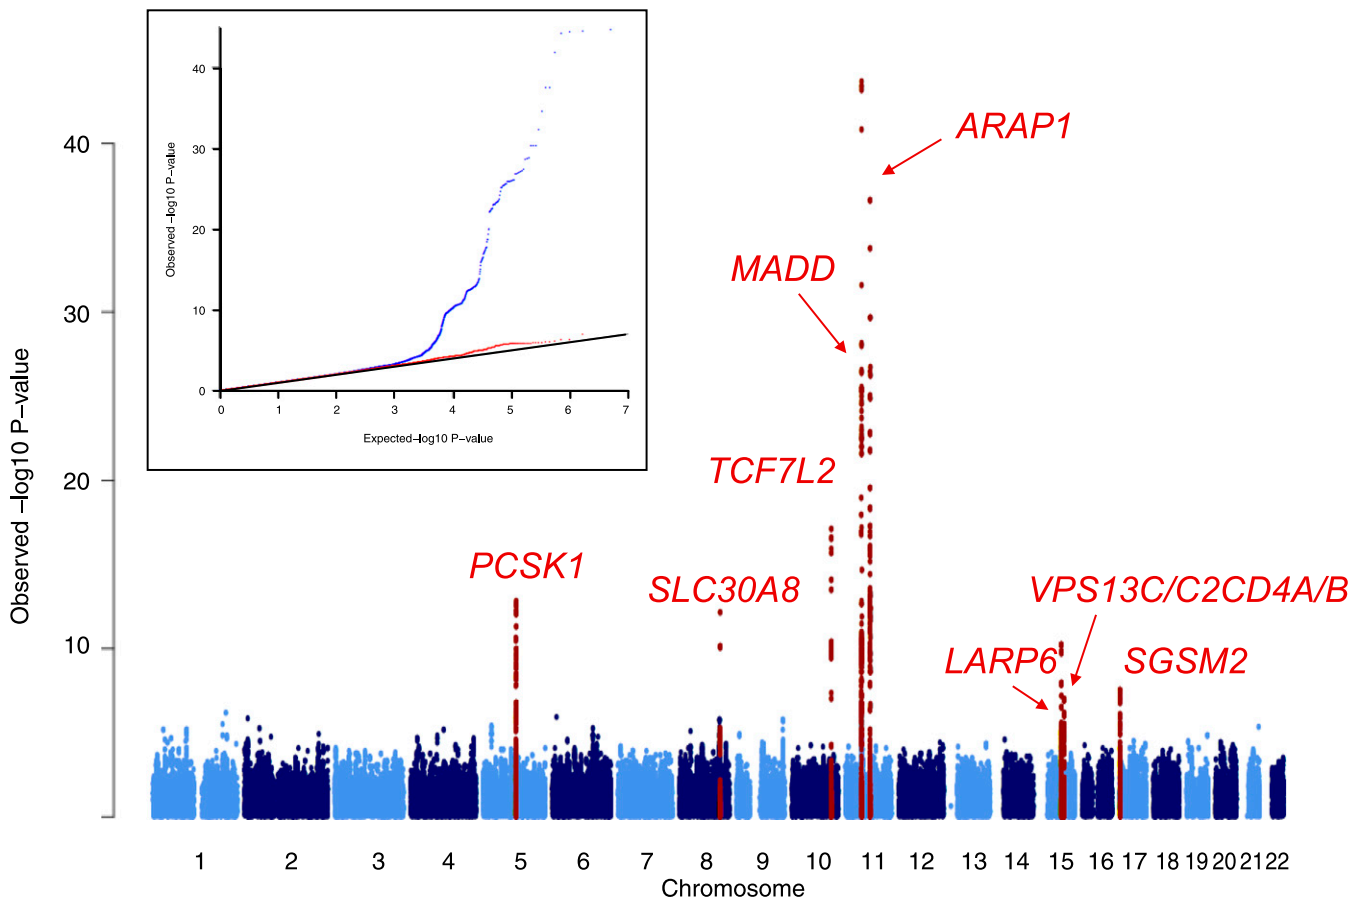 40
30
20
10
0
Observed −log10 P−value
0 1 2 3 4 5 6 7
Expected−log10 P−value
ARAP1
40
MADD
30
TCF7L2
20
PCSK1
SLC30A8
VPS13C/C2CD4A/B
LARP6
SGSM2
10
Observed −log10 P−value
1 2 3 4 5 6 7 8 9 10 11 12 13 14 15 16 17 18 19 20 21 22
Chromosome